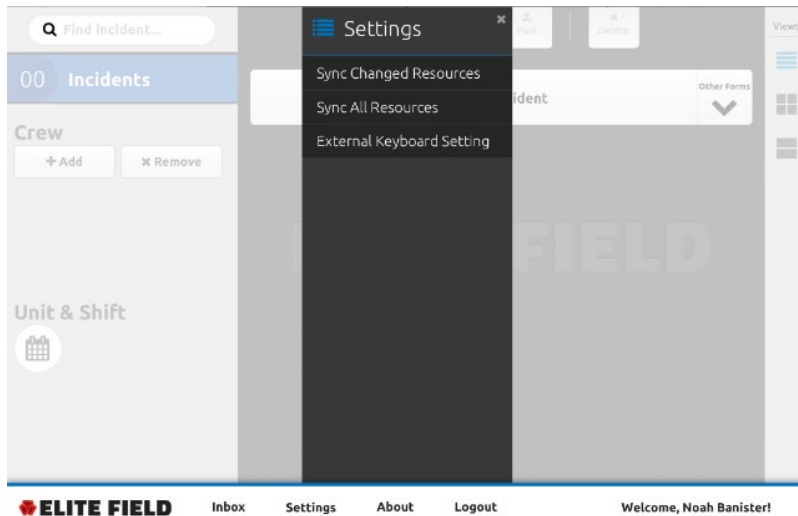 Find incident...
00 Incidents
Crew
+ Add
× Remove
Unit & Shift
Settings
×
Sync Changed Resources
Sync All Resources
External Keyboard Setting
Post
Delete
ident
Other Forms
Views
FIELD
ELITE FIELD
Inbox
Settings
About
Logout
Welcome, Noah Banister!